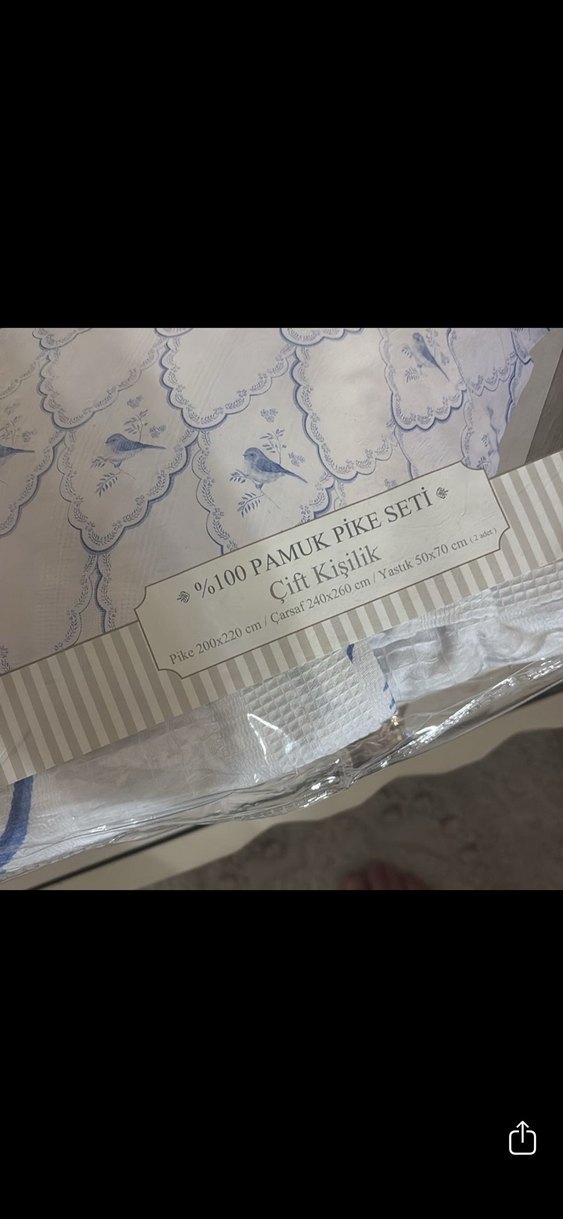 %100 PAMUK PİKE SETİ
Çift Kişilik
Pike 200x220 cm / Çarşaf 240x260 cm / Yastık 50x70 cm ( 2 adet )